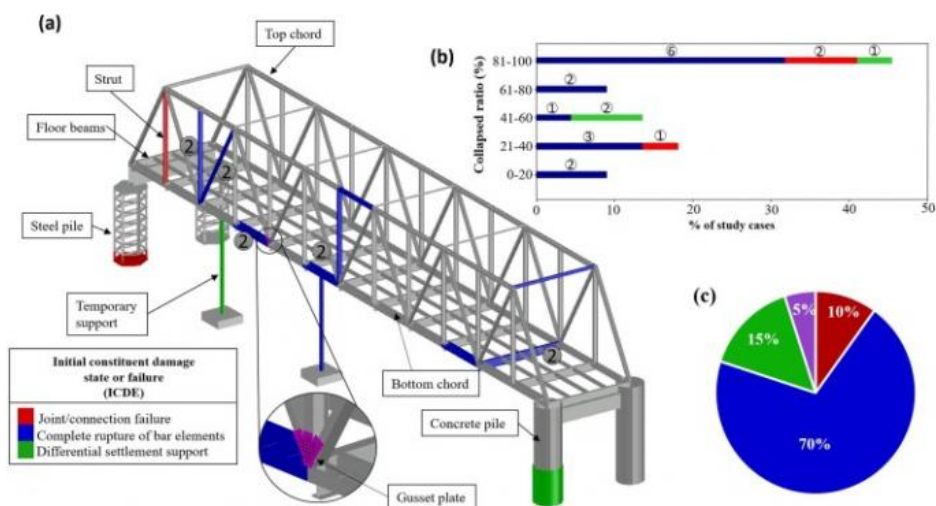 (a)
Top chord
Strut
Floor beams
2
2
2
2
2
Steel pile
Temporary support
Bottom chord
Concrete pile
Gusset plate
Initial constituent damage
state or failure
(ICDE)
Joint/connection failure
Complete rupture of bar elements
Differential settlement support
(b)
Collapsed ratio (%)
81-100
⑥
②
①
61-80
②
41-60
①
②
21-40
③
①
0-20
②
0
10
20
30
40
50
% of study cases
(c)
5%
10%
15%
70%